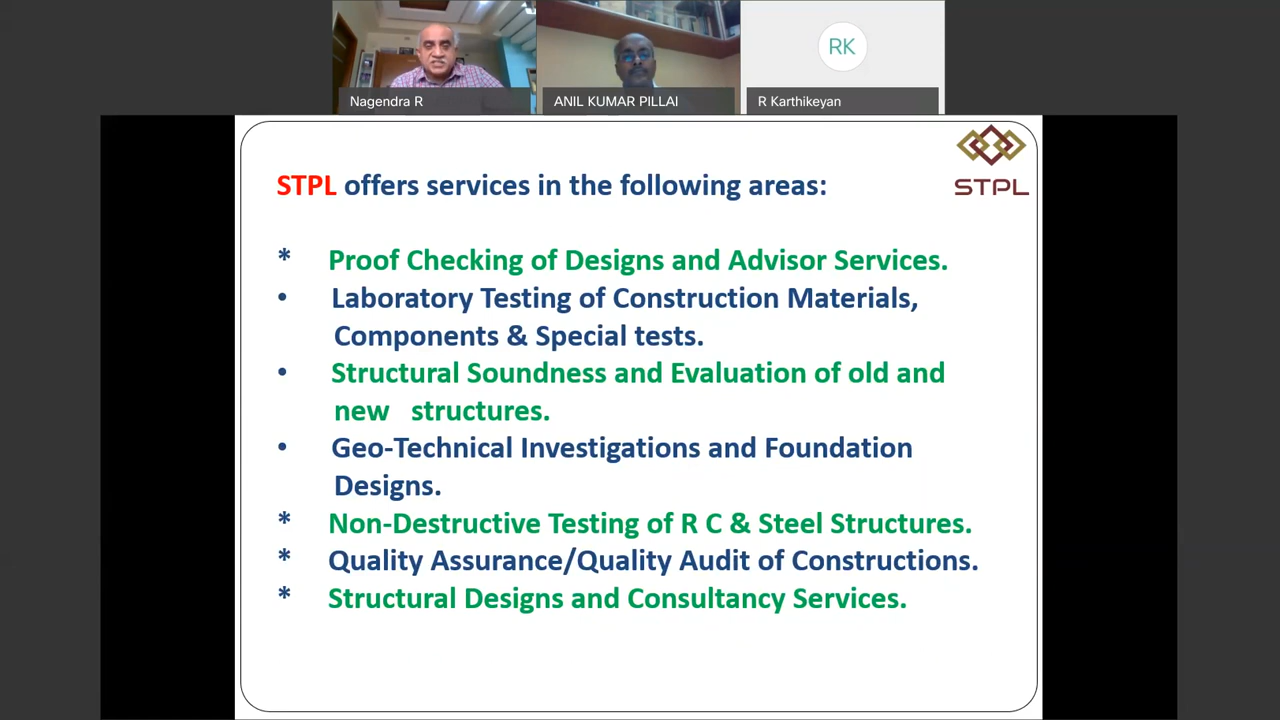 RK
Nagendra R
ANIL KUMAR PILLAI
R Karthikeyan
STPL
STPL offers services in the following areas:
* Proof Checking of Designs and Advisor Services.
• Laboratory Testing of Construction Materials,
Components & Special tests.
• Structural Soundness and Evaluation of old and
new structures.
• Geo-Technical Investigations and Foundation
Designs.
* Non-Destructive Testing of R C & Steel Structures.
* Quality Assurance/Quality Audit of Constructions.
* Structural Designs and Consultancy Services.